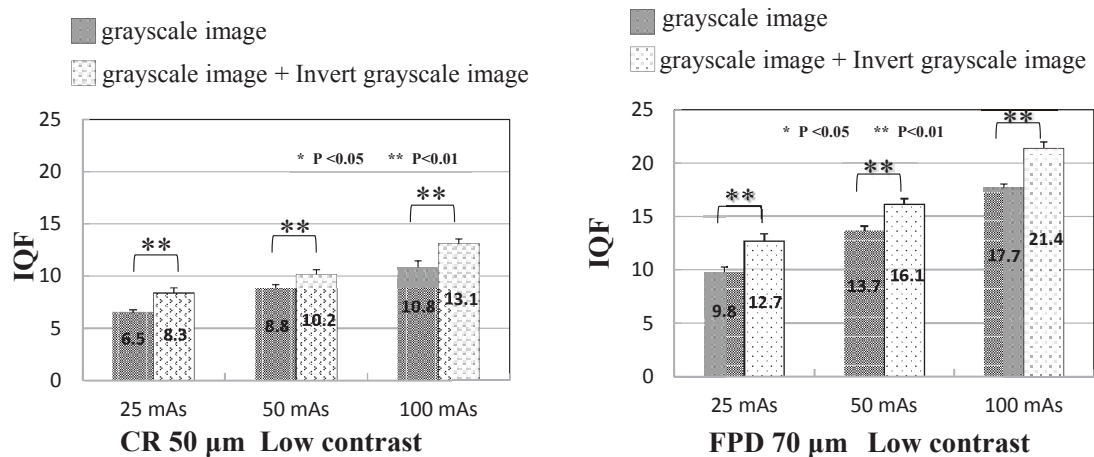 grayscale image
grayscale image + Invert grayscale image
IQF
25
20
15
10
5
0
* P <0.05 ** P<0.01
**
**
**
6.5
8.3
8.8
10.2
10.8
13.1
25 mAs 50 mAs 100 mAs
CR 50 µm Low contrast
grayscale image
grayscale image + Invert grayscale image
IQF
25
20
15
10
5
0
* P <0.05 ** P<0.01
**
**
**
9.8
12.7
13.7
16.1
17.7
21.4
25 mAs 50 mAs 100 mAs
FPD 70 µm Low contrast